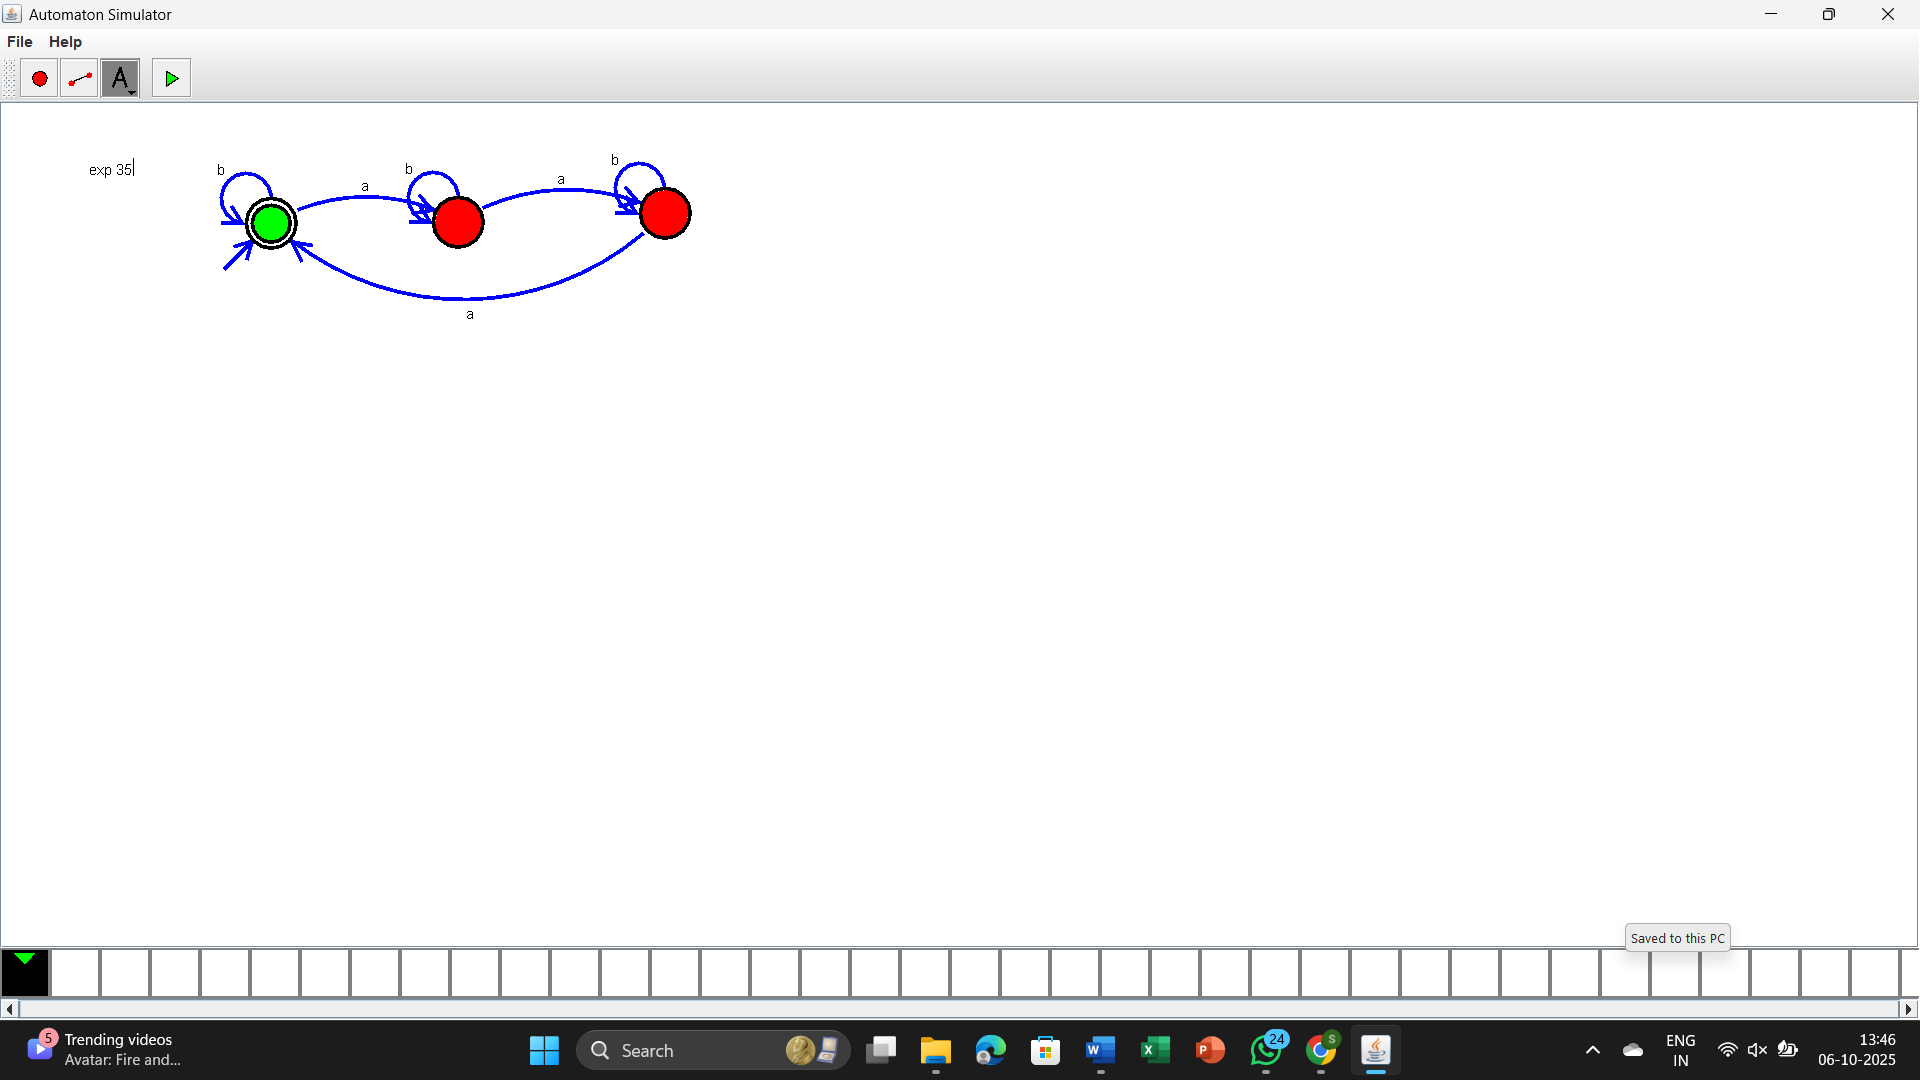 Automaton Simulator
File Help
A
exp 35
b
a
b
a
b
a
Saved to this PC
5
Trending videos
Avatar: Fire and...
Search
W
X
P
24
S
ENG
IN
13:46
06-10-2025